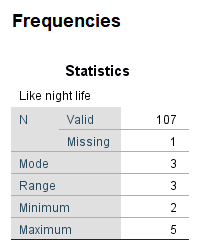 Frequencies
Statistics
Like night life
N Valid 107
Missing 1
Mode 3
Range 3
Minimum 2
Maximum 5